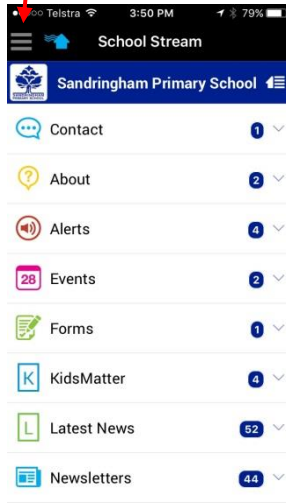 Telstra 3:50 PM 79%
School Stream
Sandringham Primary School
Contact 1
About 2
Alerts 4
28 Events 2
Forms 1
K KidsMatter 4
L Latest News 52
Newsletters 44